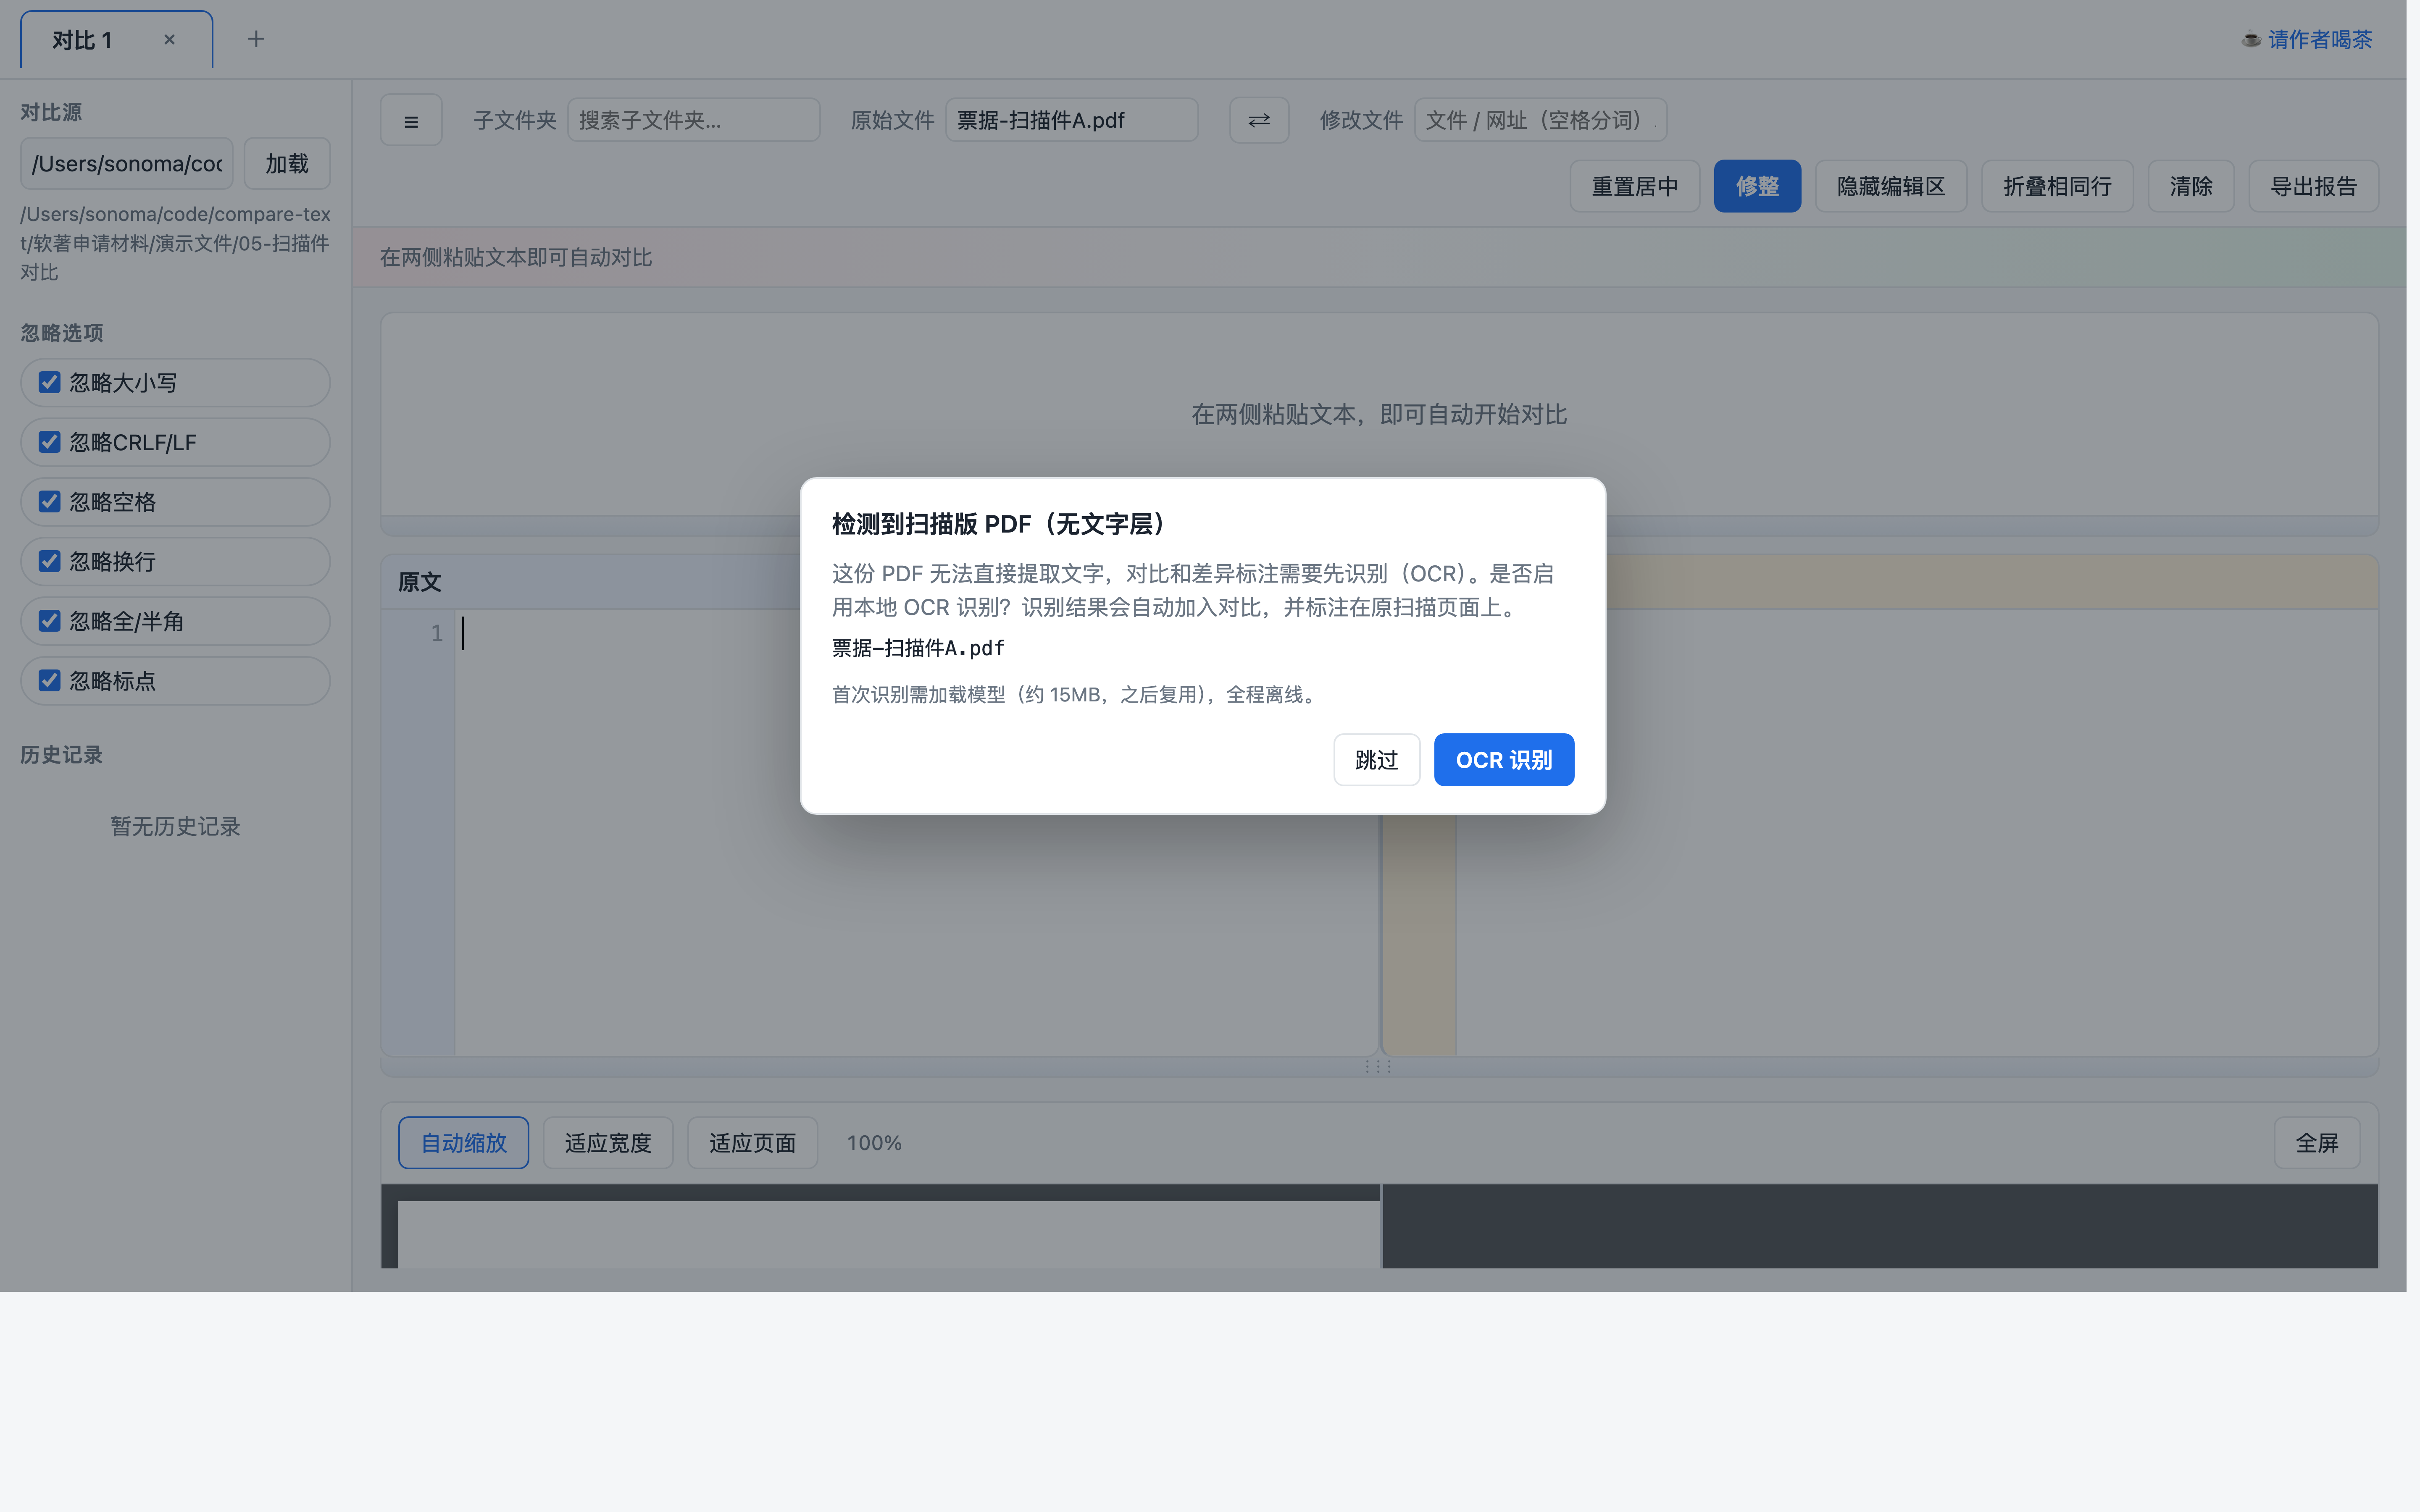 对比 1 × +
☕ 请作者喝茶
对比源
/Users/sonoma/coc 加载
/Users/sonoma/code/compare-tex
t/软著申请材料/演示文件/05-扫描件
对比
忽略选项
忽略大小写
忽略CRLF/LF
忽略空格
忽略换行
忽略全/半角
忽略标点
历史记录
暂无历史记录
≡ 子文件夹 搜索子文件夹... 原始文件 票据-扫描件A.pdf ⇄ 修改文件 文件 / 网址（空格分词）
重置居中 修整 隐藏编辑区 折叠相同行 清除 导出报告
在两侧粘贴文本即可自动对比
在两侧粘贴文本，即可自动开始对比
检测到扫描版 PDF（无文字层）
这份 PDF 无法直接提取文字，对比和差异标注需要先识别（OCR）。是否启
用本地 OCR 识别？识别结果会自动加入对比，并标注在原扫描页面上。
票据-扫描件A.pdf
首次识别需加载模型（约 15MB，之后复用），全程离线。
跳过 OCR 识别
原文
1
自动缩放 适应宽度 适应页面 100% 全屏